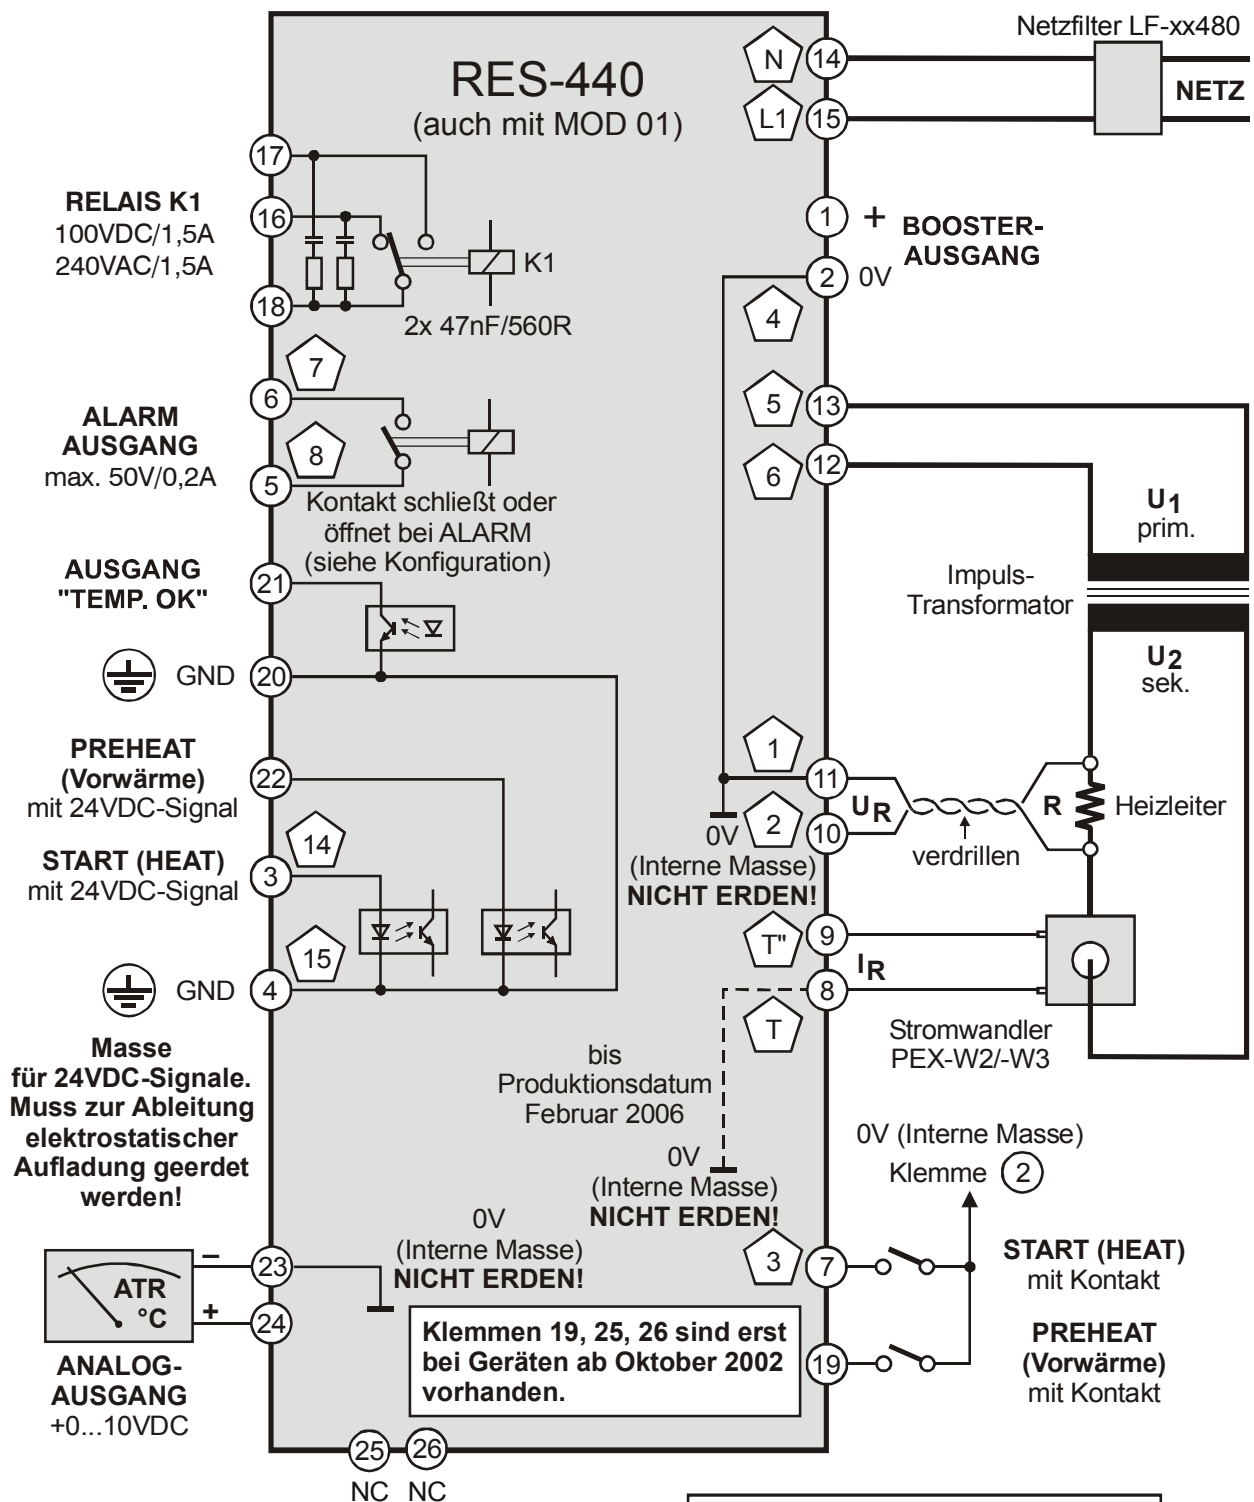 Netzfilter LF-xx480
RES-440
(auch mit MOD 01)
N
14
L1
15
NETZ
17
RELAIS K1
100VDC/1,5A
240VAC/1,5A
16
18
K1
2x 47nF/560R
1
+
BOOSTER-
AUSGANG
2
0V
4
7
6
ALARM
AUSGANG
max. 50V/0,2A
8
5
Kontakt schließt oder
öffnet bei ALARM
(siehe Konfiguration)
5
13
6
12
U1
prim.
AUSGANG
"TEMP. OK"
21
Impuls-
Transformator
U2
sek.
GND
20
PREHEAT
(Vorwärme)
mit 24VDC-Signal
22
14
START (HEAT)
mit 24VDC-Signal
3
15
GND
4
1
11
UR
R
Heizleiter
2
10
verdrillen
0V
(Interne Masse)
NICHT ERDEN!
T"
9
IR
8
T
Stromwandler
PEX-W2/-W3
Masse
für 24VDC-Signale.
Muss zur Ableitung
elektrostatischer
Aufladung geerdet
werden!
bis
Produktionsdatum
Februar 2006
0V
(Interne Masse)
NICHT ERDEN!
0V (Interne Masse)
Klemme 2
0V
(Interne Masse)
NICHT ERDEN!
3
7
START (HEAT)
mit Kontakt
ATR
°C
–
23
+
24
ANALOG-
AUSGANG
+0...10VDC
Klemmen 19, 25, 26 sind erst
bei Geräten ab Oktober 2002
vorhanden.
19
PREHEAT
(Vorwärme)
mit Kontakt
25
26
NC
NC